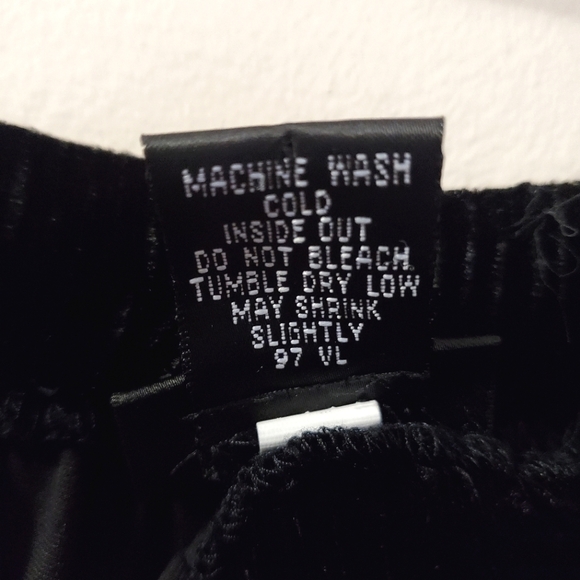 MACHINE WASH
COLD
INSIDE OUT
DO NOT BLEACH.
TUMBLE DRY LOW
MAY SHRINK
SLIGHTLY
97 VL